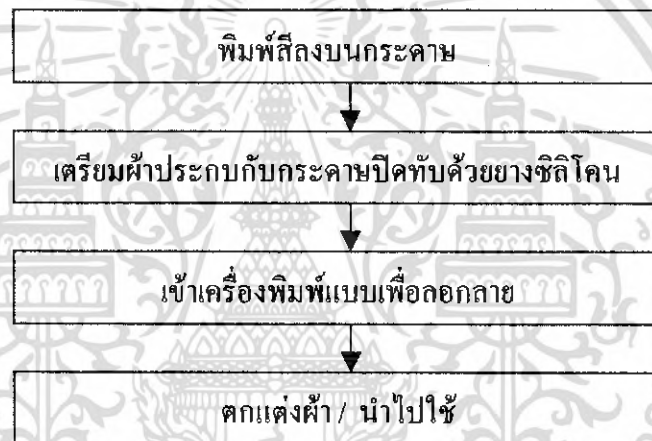 พิมพ์สีลงบนกระดาษ
เตรียมผ้าประกบกับกระดาษปิดทับด้วยยางซิลิโคน
เข้าเครื่องพิมพ์แบบเพื่อลอกลาย
ตกแต่งผ้า / นำไปใช้